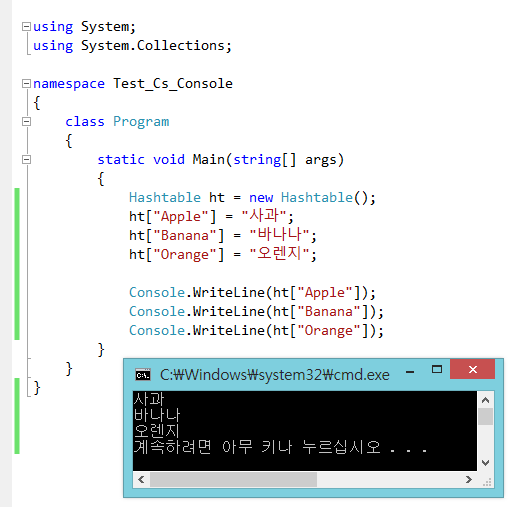 using System;
using System.Collections;
namespace Test_Cs_Console
{
class Program
{
static void Main(string[] args)
{
Hashtable ht = new Hashtable();
ht["Apple"] = "사과";
ht["Banana"] = "바나나";
ht["Orange"] = "오렌지";
Console.WriteLine(ht["Apple"]);
Console.WriteLine(ht["Banana"]);
Console.WriteLine(ht["Orange"]);
}
}
}
C:₩Windows₩system32₩cmd.exe
사과
바나나
오렌지
계속하려면 아무 키나 누르십시오 . . .